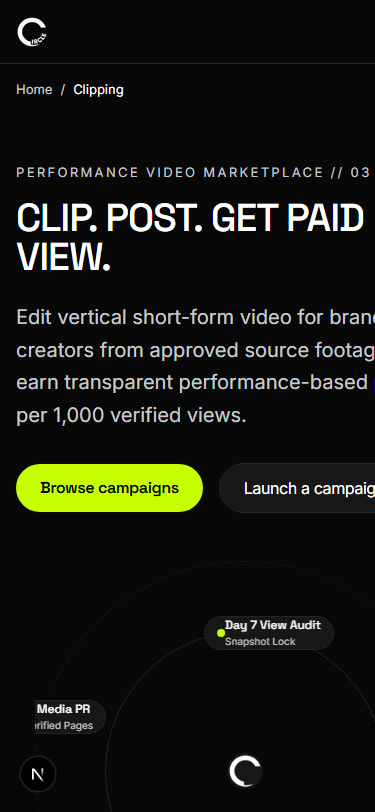 Home / Clipping
PERFORMANCE VIDEO MARKETPLACE // 03
CLIP. POST. GET PAID
VIEW.
Edit vertical short-form video for bran
creators from approved source footag
earn transparent performance-based
per 1,000 verified views.
Browse campaigns
Launch a campaig
Day 7 View Audit
Snapshot Lock
Media PR
erified Pages
N